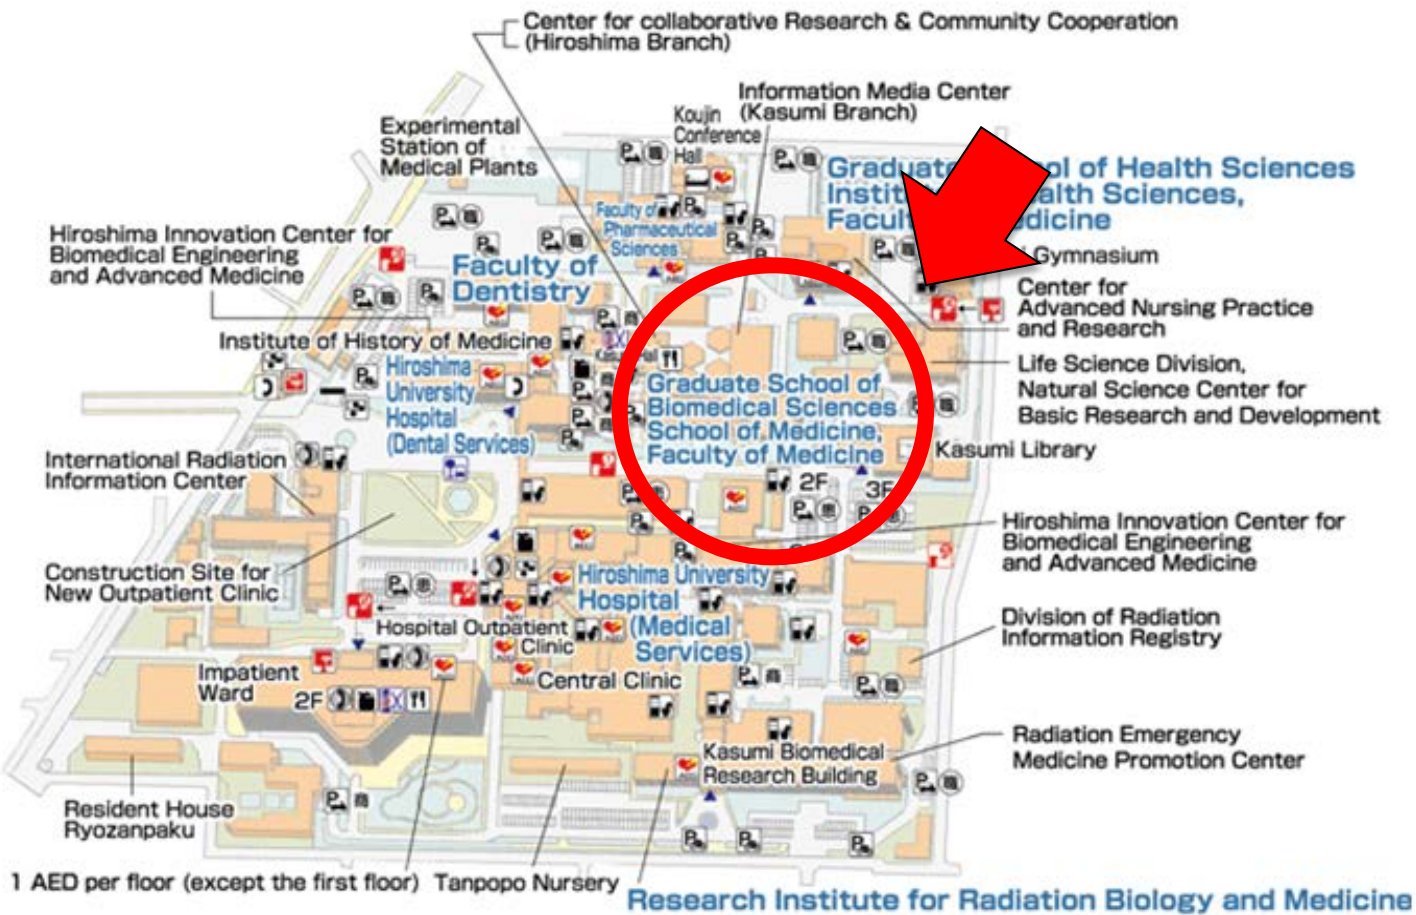 Center for collaborative Research & Community Cooperation
(Hiroshima Branch)
Information Media Center
(Kasumi Branch)
Koujin
Conference
Hall
Experimental
Station of
Medical Plants
Graduate ol of Health Sciences
Instit alth Sciences,
Facul edicine
Faculty of
Pharmaceutical
Sciences
Hiroshima Innovation Center for
Biomedical Engineering
and Advanced Medicine
Faculty of
Dentistry
Gymnasium
Center for
Advanced Nursing Practice
and Research
Institute of History of Medicine
Hiroshima
University
Hospital
(Dental Services)
Life Science Division,
Natural Science Center for
Basic Research and Development
Graduate School of
Biomedical Sciences
School of Medicine,
Faculty of Medicine
Kasumi Library
International Radiation
Information Center
2F
3F
Hiroshima Innovation Center for
Biomedical Engineering
and Advanced Medicine
Construction Site for
New Outpatient Clinic
Hiroshima University
Hospital
(Medical
Services)
Hospital Outpatient
Clinic
Division of Radiation
Information Registry
Impatient
Ward
2F
Central Clinic
Kasumi Biomedical
Research Building
Radiation Emergency
Medicine Promotion Center
Resident House
Ryozanpaku
1 AED per floor (except the first floor)
Tanpopo Nursery
Research Institute for Radiation Biology and Medicine